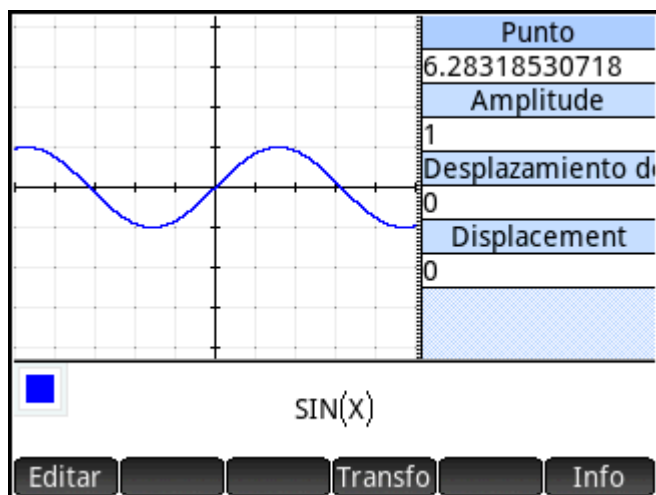 Punto
6.28318530718
Amplitude
1
Desplazamiento d
0
Displacement
0
SIN(X)
Editar
Transfo
Info